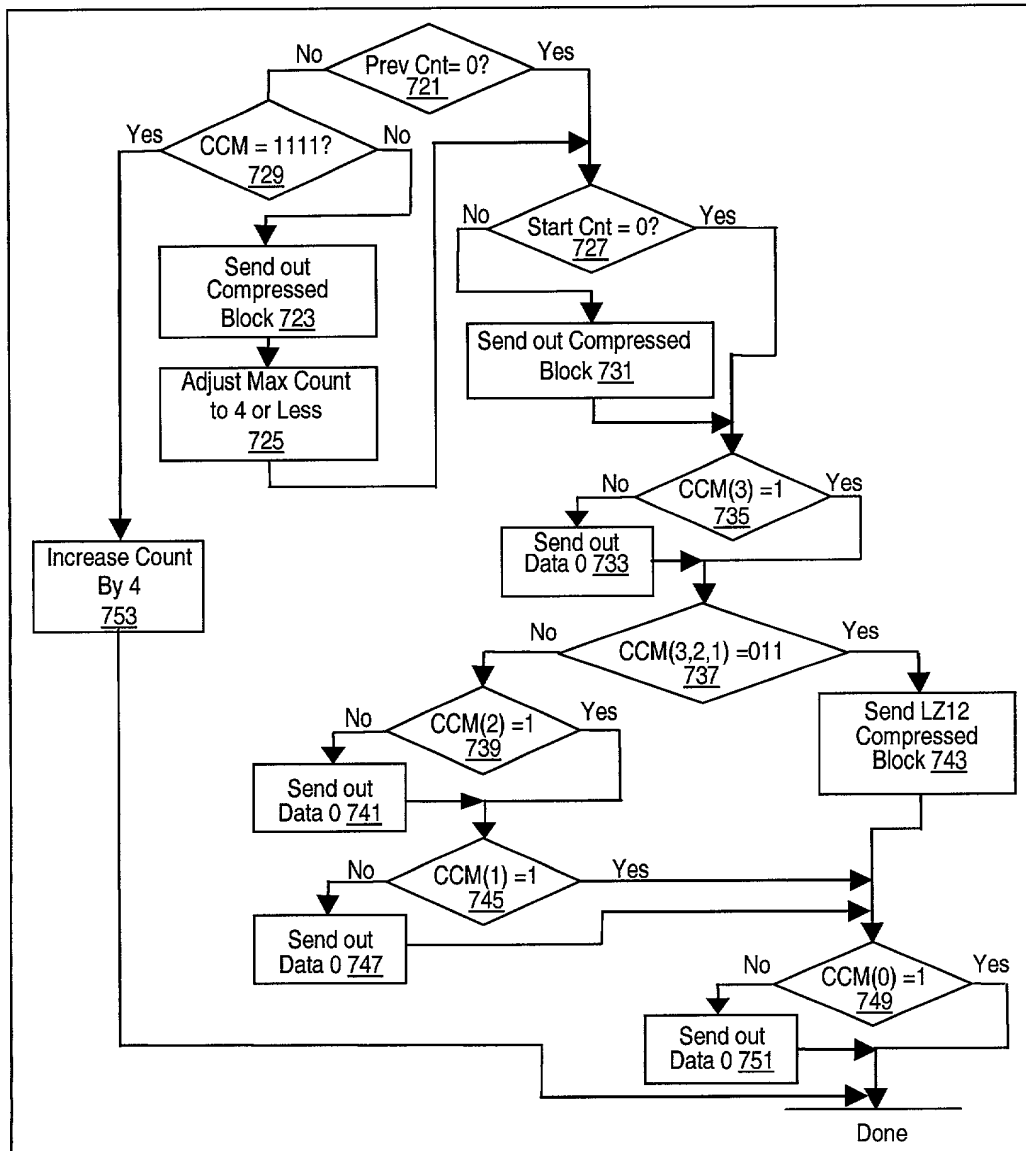 No
Prev Cnt= 0?
721
Yes
Yes
CCM = 1111?
729
No
No
Start Cnt = 0?
727
Yes
Send out
Compressed
Block 723
Send out Compressed
Block 731
Adjust Max Count
to 4 or Less
725
No
CCM(3) =1
735
Yes
Send out
Data 0 733
Increase Count
By 4
753
No
CCM(3,2,1) =011
737
Yes
No
CCM(2) =1
739
Yes
Send LZ12
Compressed
Block 743
Send out
Data 0 741
No
CCM(1) =1
745
Yes
Send out
Data 0 747
No
CCM(0) =1
749
Yes
Send out
Data 0 751
Done